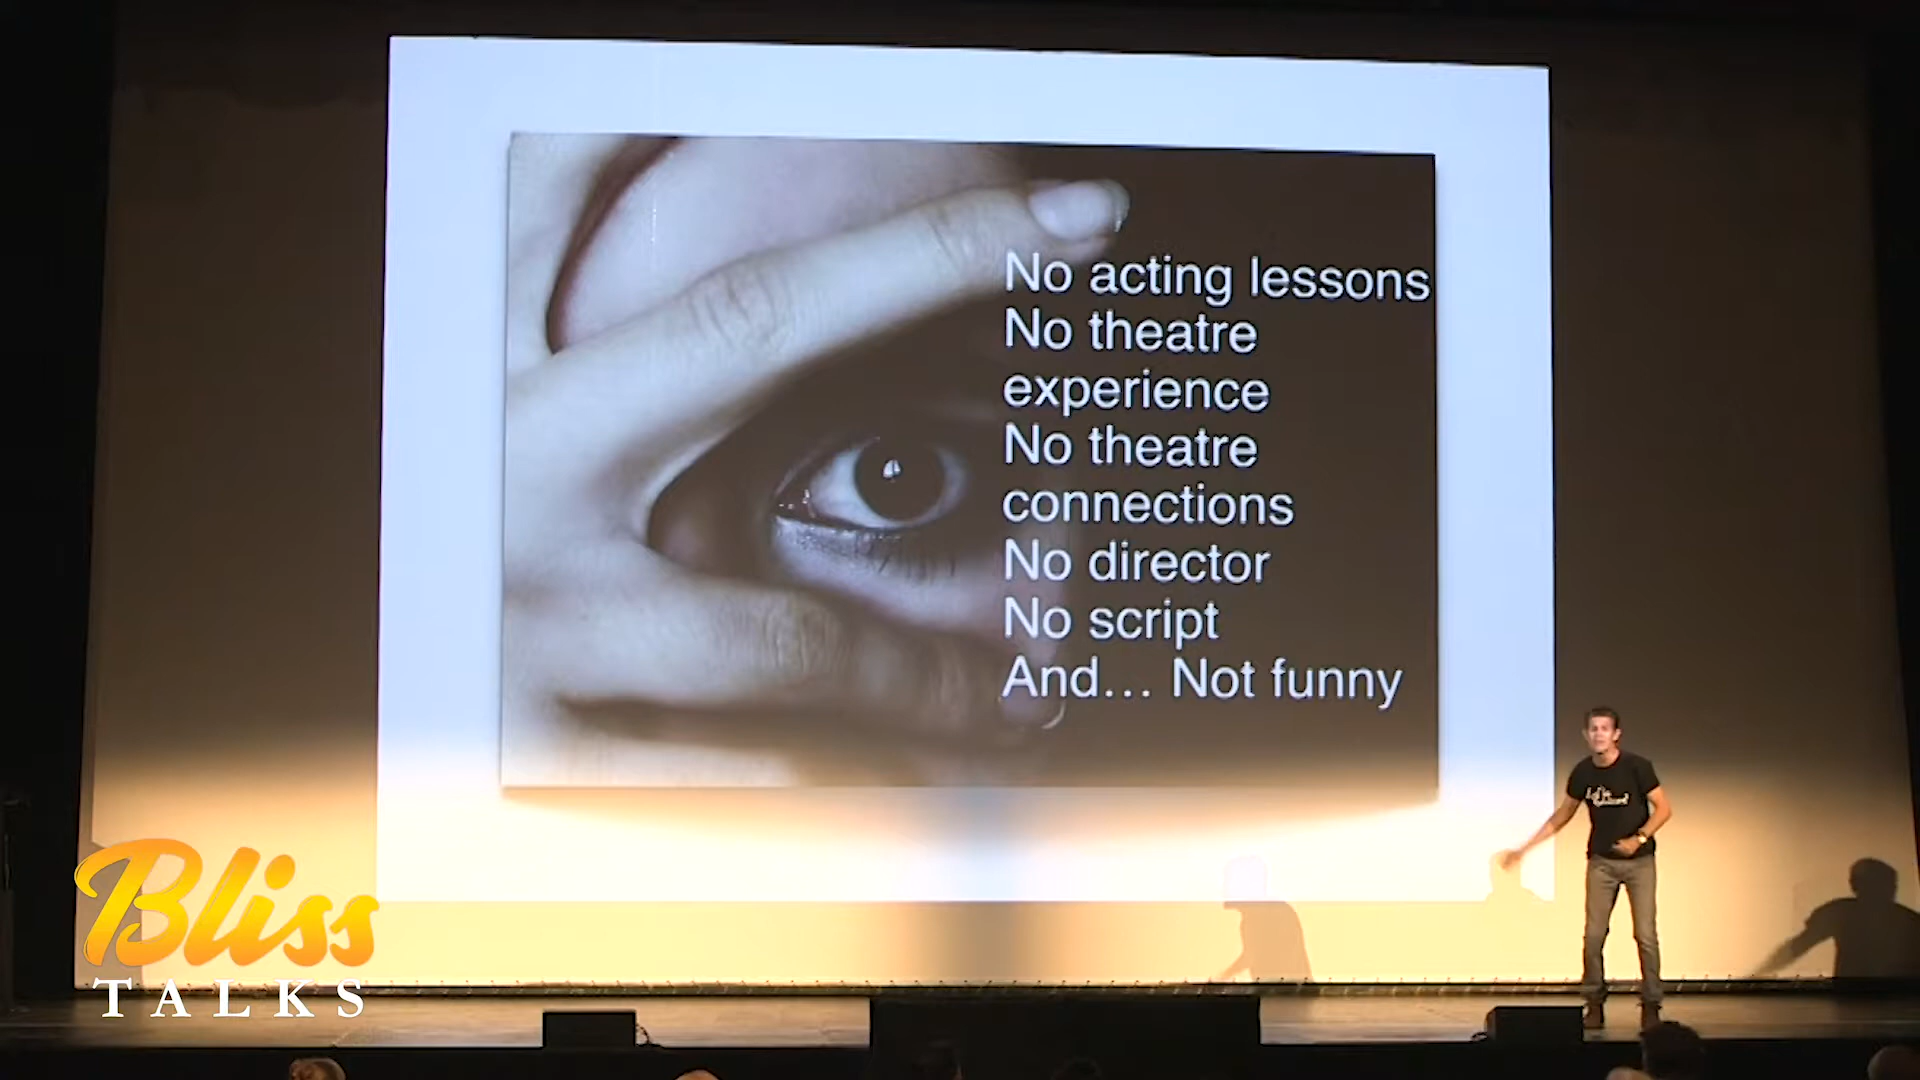 No acting lessons
No theatre
experience
No theatre
connections
No director
No script
And... Not funny
Bliss
TALKS